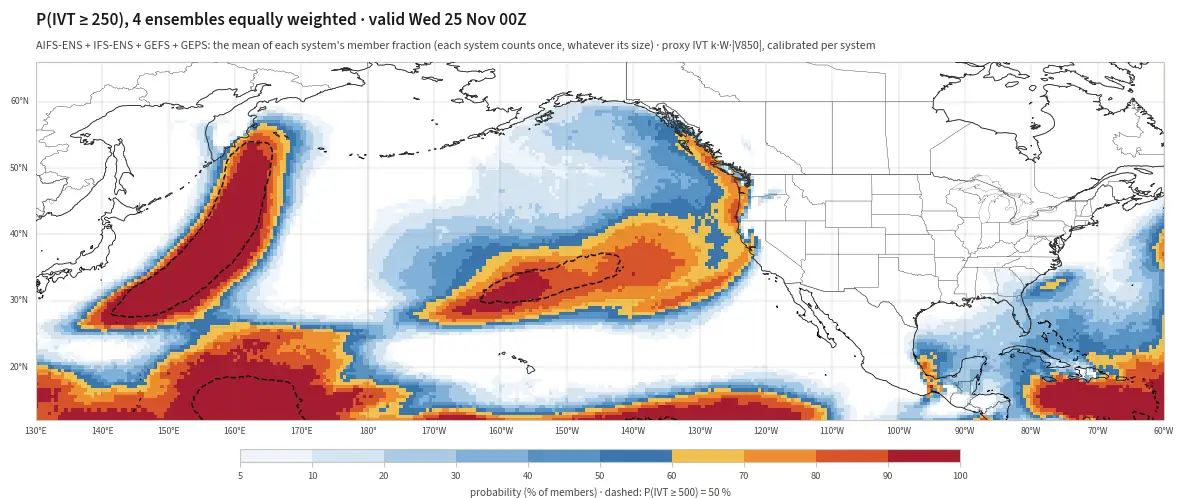 P(IVT ≥ 250), 4 ensembles equally weighted · valid Wed 25 Nov 00Z
AIFS-ENS + IFS-ENS + GEFS + GEPS: the mean of each system's member fraction (each system counts once, whatever its size) · proxy IVT k·W·|V850|, calibrated per system
60°N
50°N
40°N
30°N
20°N
130°E 140°E 150°E 160°E 170°E 180° 170°W 160°W 150°W 140°W 130°W 120°W 110°W 100°W 90°W 80°W 70°W 60°W
5 10 20 30 40 50 60 70 80 90 100
probability (% of members) · dashed: P(IVT ≥ 500) = 50 %